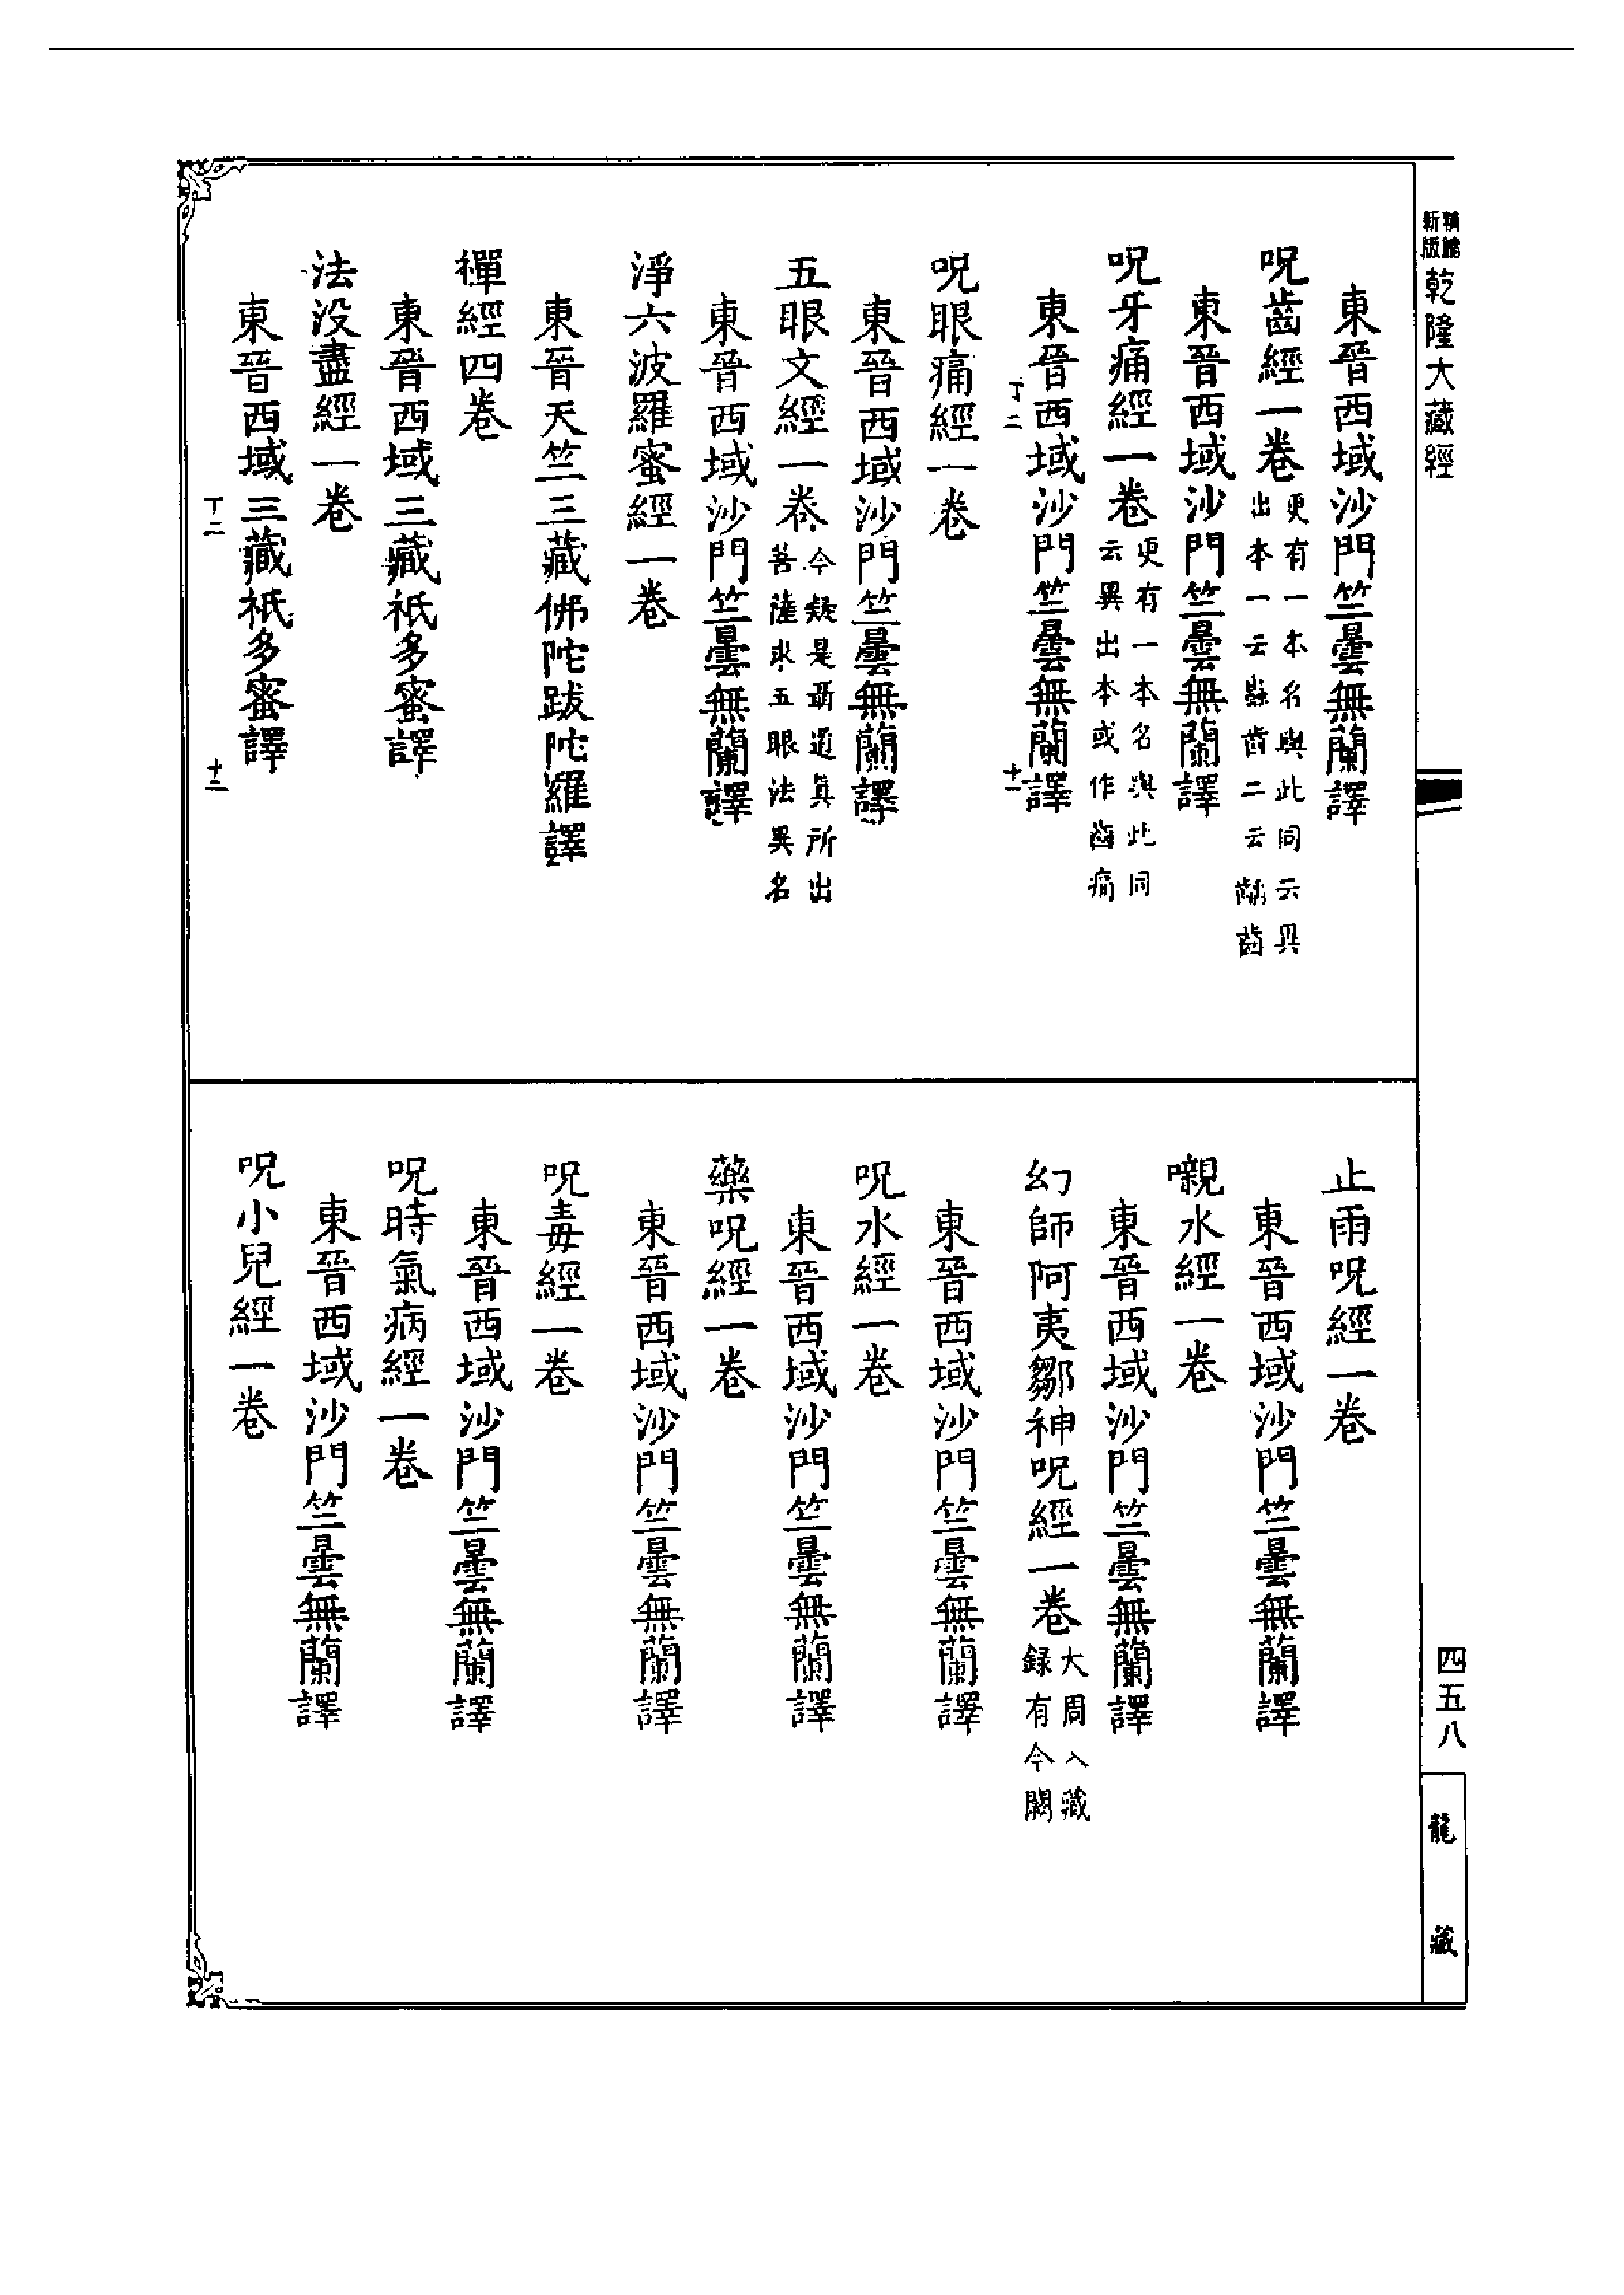 新版
乾隆大藏經
東晉西域沙門竺曇無蘭譯
呪齒經一卷
更有一本名與此同云異
出本一云蟲齒二云齲齒
東晉西域沙門竺曇無蘭譯
呪牙痛經一卷
更有一本名與此同
云異出本或作齒痛
東晉西域沙門竺曇無蘭譯
丁二
十一
呪眼痛經一卷
東晉西域沙門竺曇無蘭譯
五眼文經一卷
今疑是聶道真所出
菩薩求五眼法異名
東晉西域沙門竺曇無蘭譯
淨六波羅蜜經一卷
東晉天竺三藏佛陀跋陀羅譯
禪經四卷
東晉西域三藏祇多蜜譯
法没盡經一卷
東晉西域三藏祇多蜜譯
丁二
十二
止雨呪經一卷
東晉西域沙門竺曇無蘭譯
嚫水經一卷
東晉西域沙門竺曇無蘭譯
幻師阿夷鄒神呪經一卷
大周入藏
録有今闕
東晉西域沙門竺曇無蘭譯
呪水經一卷
東晉西域沙門竺曇無蘭譯
藥呪經一卷
東晉西域沙門竺曇無蘭譯
呪毒經一卷
東晉西域沙門竺曇無蘭譯
呪時氣病經一卷
東晉西域沙門竺曇無蘭譯
呪小兒經一卷
四五八
龍藏